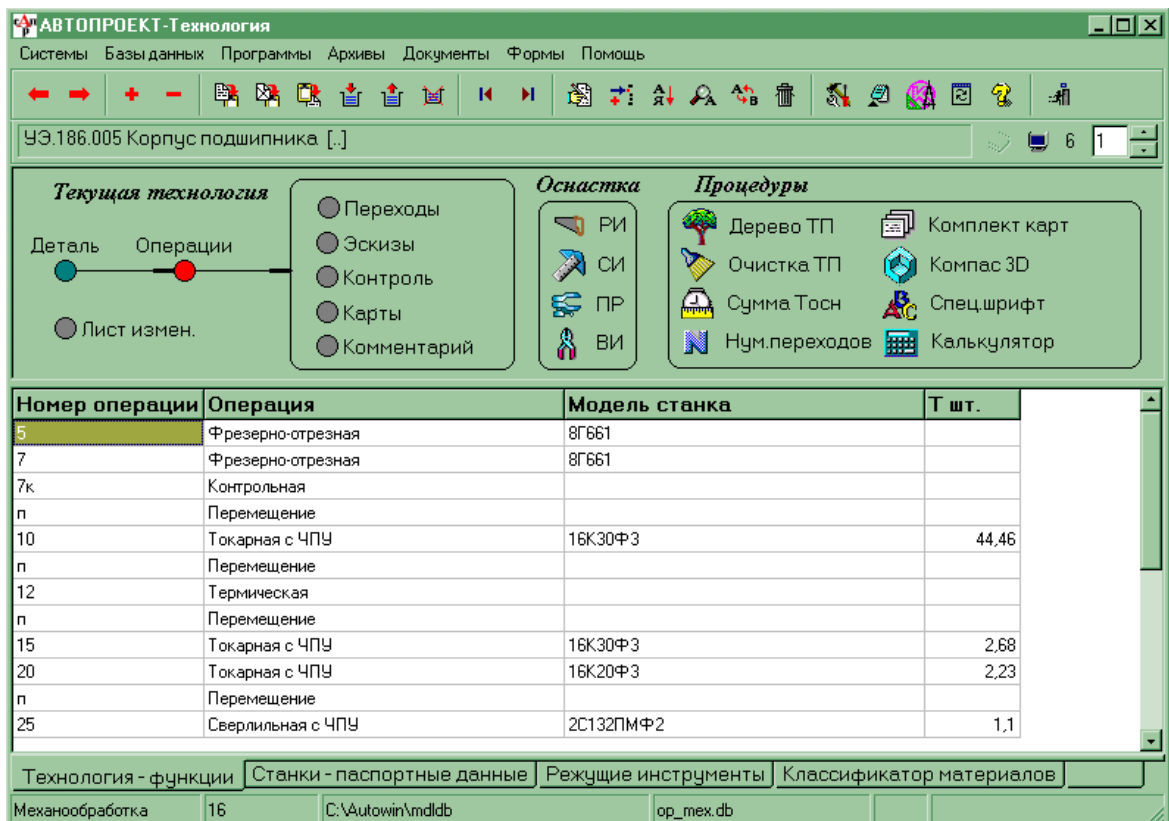 АВТОПРОЕКТ-Технология
Системы Базы данных Программы Архивы Документы Формы Помощь
УЭ.186.005 Корпус подшипника [..] 6 1
Текущая технология
Деталь Операции
Лист измен.
Переходы
Эскизы
Контроль
Карты
Комментарий
Оснастка
РИ
СИ
ПР
ВИ
Процедуры
Дерево ТП Комплект карт
Очистка ТП Компас 3D
Сумма Тосн Спец.шрифт
Нум.переходов Калькулятор
Номер операции Операция Модель станка Т шт.
5 Фрезерно-отрезная 8Г661
7 Фрезерно-отрезная 8Г661
7к Контрольная
п Перемещение
10 Токарная с ЧПУ 16К30Ф3 44,46
п Перемещение
12 Термическая
п Перемещение
15 Токарная с ЧПУ 16К30Ф3 2,68
20 Токарная с ЧПУ 16К20Ф3 2,23
п Перемещение
25 Сверлильная с ЧПУ 2С132ПМФ2 1,1
Технология - функции Станки - паспортные данные Режущие инструменты Классификатор материалов
Механообработка 16 C:\Autowin\mdldb op_mex.db